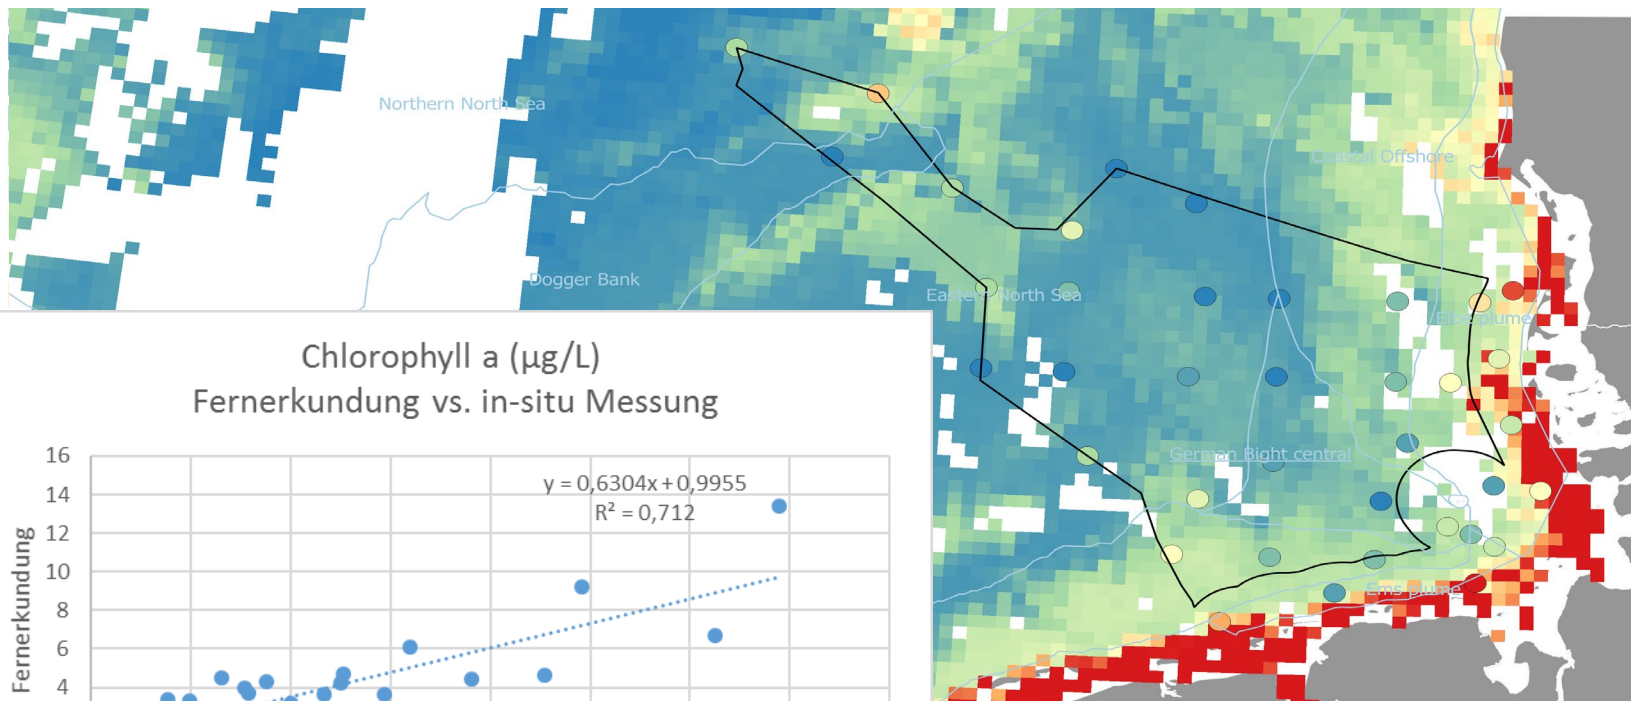 Northern North Sea
Coastal Offshore
Dogger Bank
Eastern North Sea
Elbe plume
German Bight central
Ems plume
Chlorophyll a (µg/L)
Fernerkundung vs. in-situ Messung
y = 0,6304x + 0,9955
R² = 0,712
Fernerkundung
16
14
12
10
8
6
4